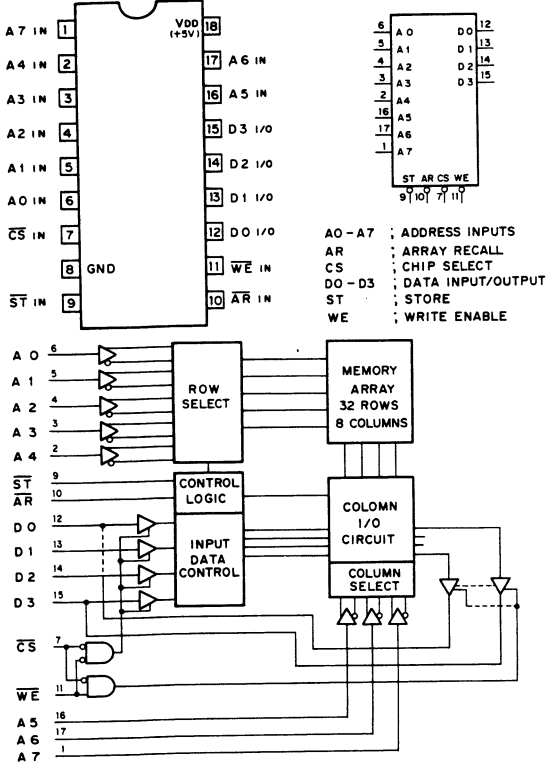 A7 IN 1
VDD
(+5V)
18
A4 IN 2
17 A6 IN
A3 IN 3
16 A5 IN
A2 IN 4
15 D3 I/O
A1 IN 5
14 D2 I/O
A0 IN 6
13 D1 I/O
CS IN 7
12 D0 I/O
8 GND
11 WE IN
ST IN 9
10 AR IN
6 A0 D0 12
5 A1 D1 13
4 A2 D2 14
3 A3 D3 15
2 A4
16 A5
17 A6
1 A7
ST AR CS WE
9 10 7 11
A0-A7 ; ADDRESS INPUTS
AR ; ARRAY RECALL
CS ; CHIP SELECT
D0-D3 ; DATA INPUT/OUTPUT
ST ; STORE
WE ; WRITE ENABLE
A0 6
A1 5
A2 4
A3 3
A4 2
ROW
SELECT
MEMORY
ARRAY
32 ROWS
8 COLUMNS
ST 9
AR 10
CONTROL
LOGIC
D0 12
D1 13
D2 14
D3 15
INPUT
DATA
CONTROL
COLOMN
I/O
CIRCUIT
COLUMN
SELECT
CS 7
WE 11
A5 16
A6 17
A7 1